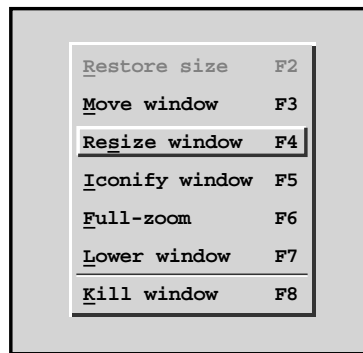 Restore size F2
Move window F3
Resize window F4
Iconify window F5
Full-zoom F6
Lower window F7
Kill window F8